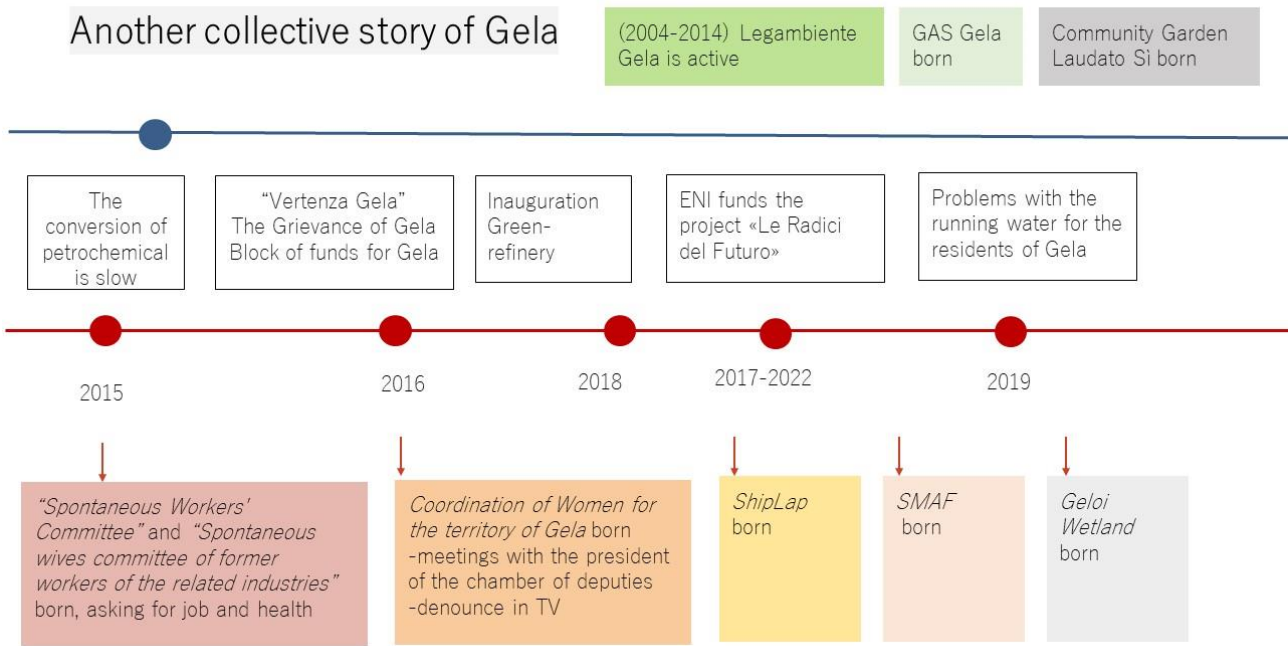 Another collective story of Gela
(2004-2014) Legambiente
Gela is active
GAS Gela
born
Community Garden
Laudato Sì born
The
conversion of
petrochemical
is slow
“Vertenza Gela”
The Grievance of Gela
Block of funds for Gela
Inauguration
Green-
refinery
ENI funds the
project «Le Radici
del Futuro»
Problems with the
running water for the
residents of Gela
2015
2016
2018
2017-2022
2019
“Spontaneous Workers'
Committee” and “Spontaneous
wives committee of former
workers of the related industries”
born, asking for job and health
Coordination of Women for
the territory of Gela born
-meetings with the president
of the chamber of deputies
-denounce in TV
ShipLap
born
SMAF
born
Geloi
Wetland
born